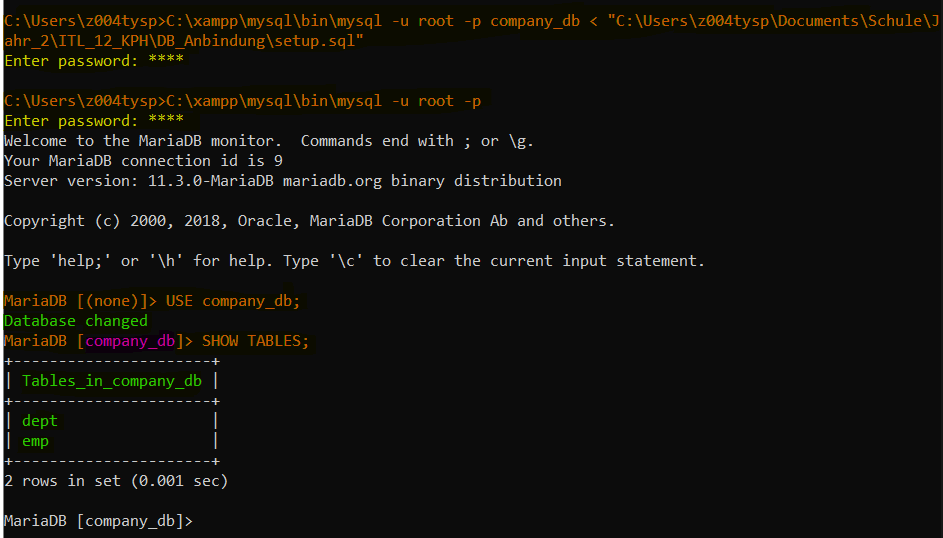 C:\Users\z004tysp>C:\xampp\mysql\bin\mysql -u root -p company_db < "C:\Users\z004tysp\Documents\Schule\J
ahr_2\ITL_12_KPH\DB_Anbindung\setup.sql"
Enter password: ****
C:\Users\z004tysp>C:\xampp\mysql\bin\mysql -u root -p
Enter password: ****
Welcome to the MariaDB monitor.  Commands end with ; or \g.
Your MariaDB connection id is 9
Server version: 11.3.0-MariaDB mariadb.org binary distribution
Copyright (c) 2000, 2018, Oracle, MariaDB Corporation Ab and others.
Type 'help;' or '\h' for help. Type '\c' to clear the current input statement.
MariaDB [(none)]> USE company_db;
Database changed
MariaDB [company_db]> SHOW TABLES;
+----------------------+
| Tables_in_company_db |
+----------------------+
| dept                 |
| emp                  |
+----------------------+
2 rows in set (0.001 sec)
MariaDB [company_db]>